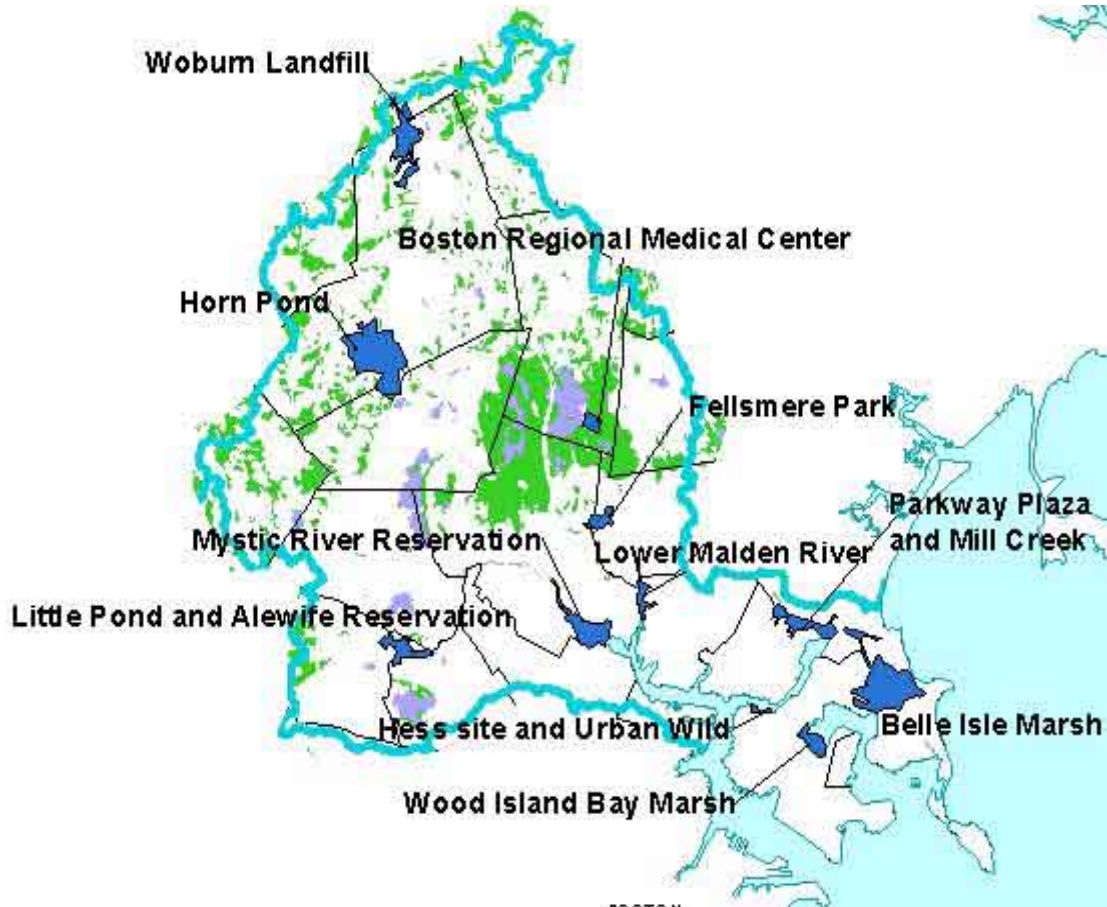 Woburn Landfill
Boston Regional Medical Center
Horn Pond
Fellsmere Park
Parkway Plaza
and Mill Creek
Mystic River Reservation
Lower Malden River
Little Pond and Alewife Reservation
Hess site and Urban Wild
Belle Isle Marsh
Wood Island Bay Marsh